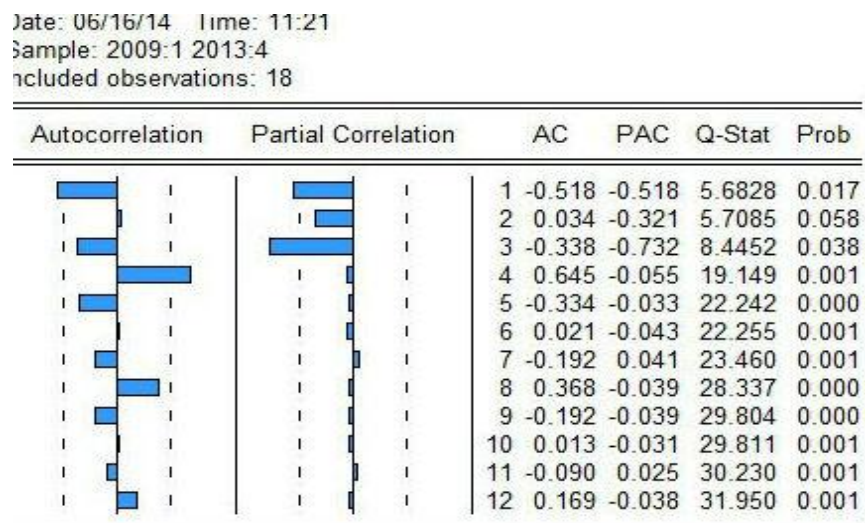 Date: 06/16/14 Time: 11:21
Sample: 2009:1 2013:4
Included observations: 18
Autocorrelation Partial Correlation AC PAC Q-Stat Prob
1 -0.518 -0.518 5.6828 0.017
2 0.034 -0.321 5.7085 0.058
3 -0.338 -0.732 8.4452 0.038
4 0.645 -0.055 19.149 0.001
5 -0.334 -0.033 22.242 0.000
6 0.021 -0.043 22.255 0.001
7 -0.192 0.041 23.460 0.001
8 0.368 -0.039 28.337 0.000
9 -0.192 -0.039 29.804 0.000
10 0.013 -0.031 29.811 0.001
11 -0.090 0.025 30.230 0.001
12 0.169 -0.038 31.950 0.001